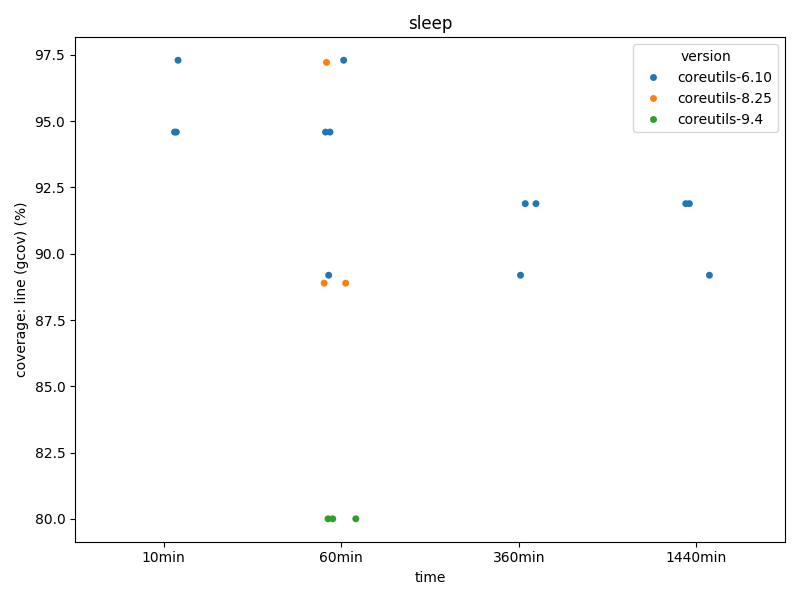 sleep
version
coreutils-6.10
coreutils-8.25
coreutils-9.4
coverage: line (gcov) (%)
97.5
95.0
92.5
90.0
87.5
85.0
82.5
80.0
10min
60min
360min
1440min
time